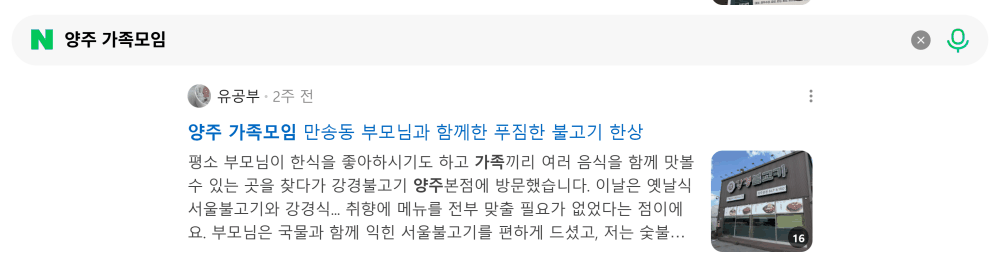 양주 가족모임
유공부 · 2주 전
양주 가족모임 만송동 부모님과 함께한 푸짐한 불고기 한상
평소 부모님이 한식을 좋아하시기도 하고 가족끼리 여러 음식을 함께 맛볼
수 있는 곳을 찾다가 강경불고기 양주본점에 방문했습니다. 이날은 옛날식
서울불고기와 강경식... 취향에 메뉴를 전부 맞출 필요가 없었다는 점이에
요. 부모님은 국물과 함께 익힌 서울불고기를 편하게 드셨고, 저는 숯불...
16